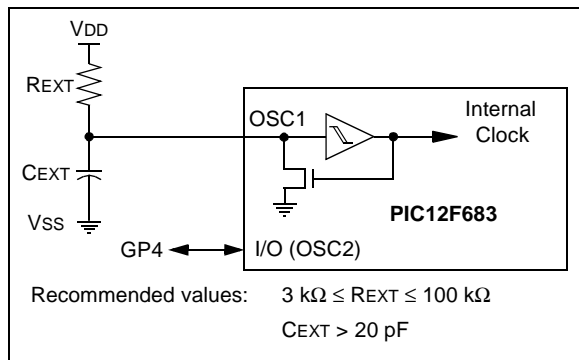 VDD
REXT
OSC1
Internal
Clock
CEXT
PIC12F683
VSS
GP4
I/O (OSC2)
Recommended values: 3 kΩ ≤ REXT ≤ 100 kΩ
CEXT > 20 pF